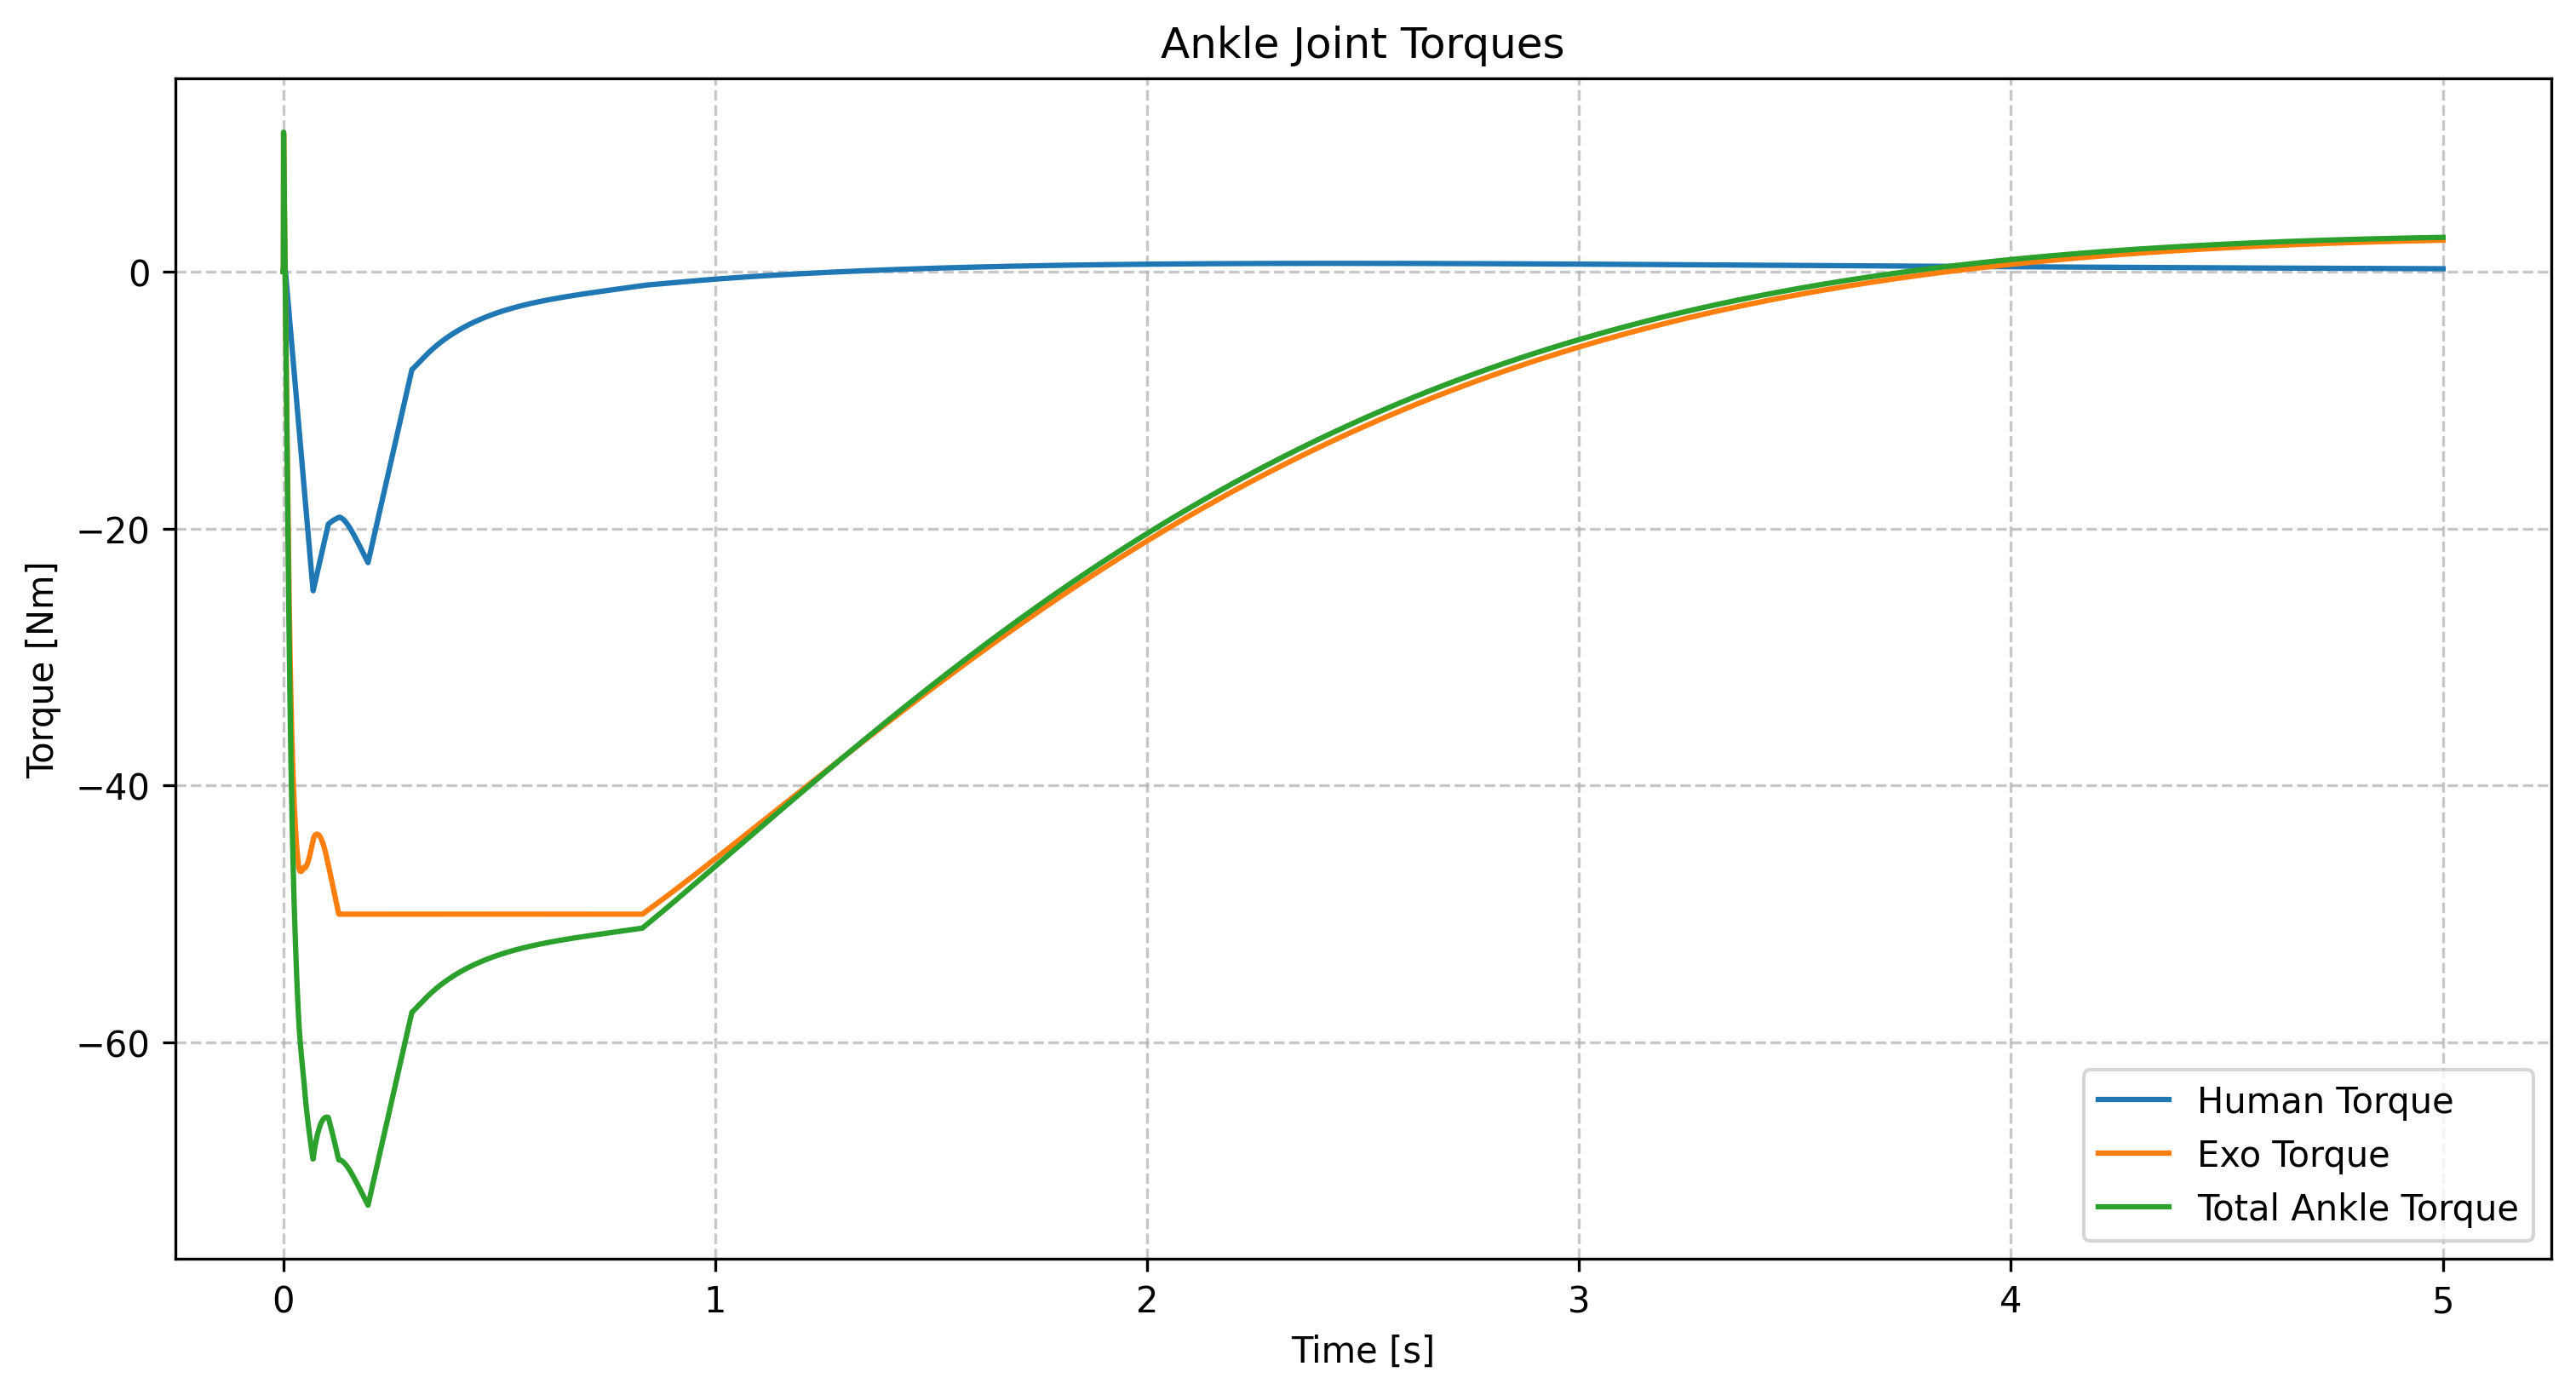 Ankle Joint Torques
Torque [Nm]
0
−20
−40
−60
0 1 2 3 4 5
Time [s]
Human Torque
Exo Torque
Total Ankle Torque